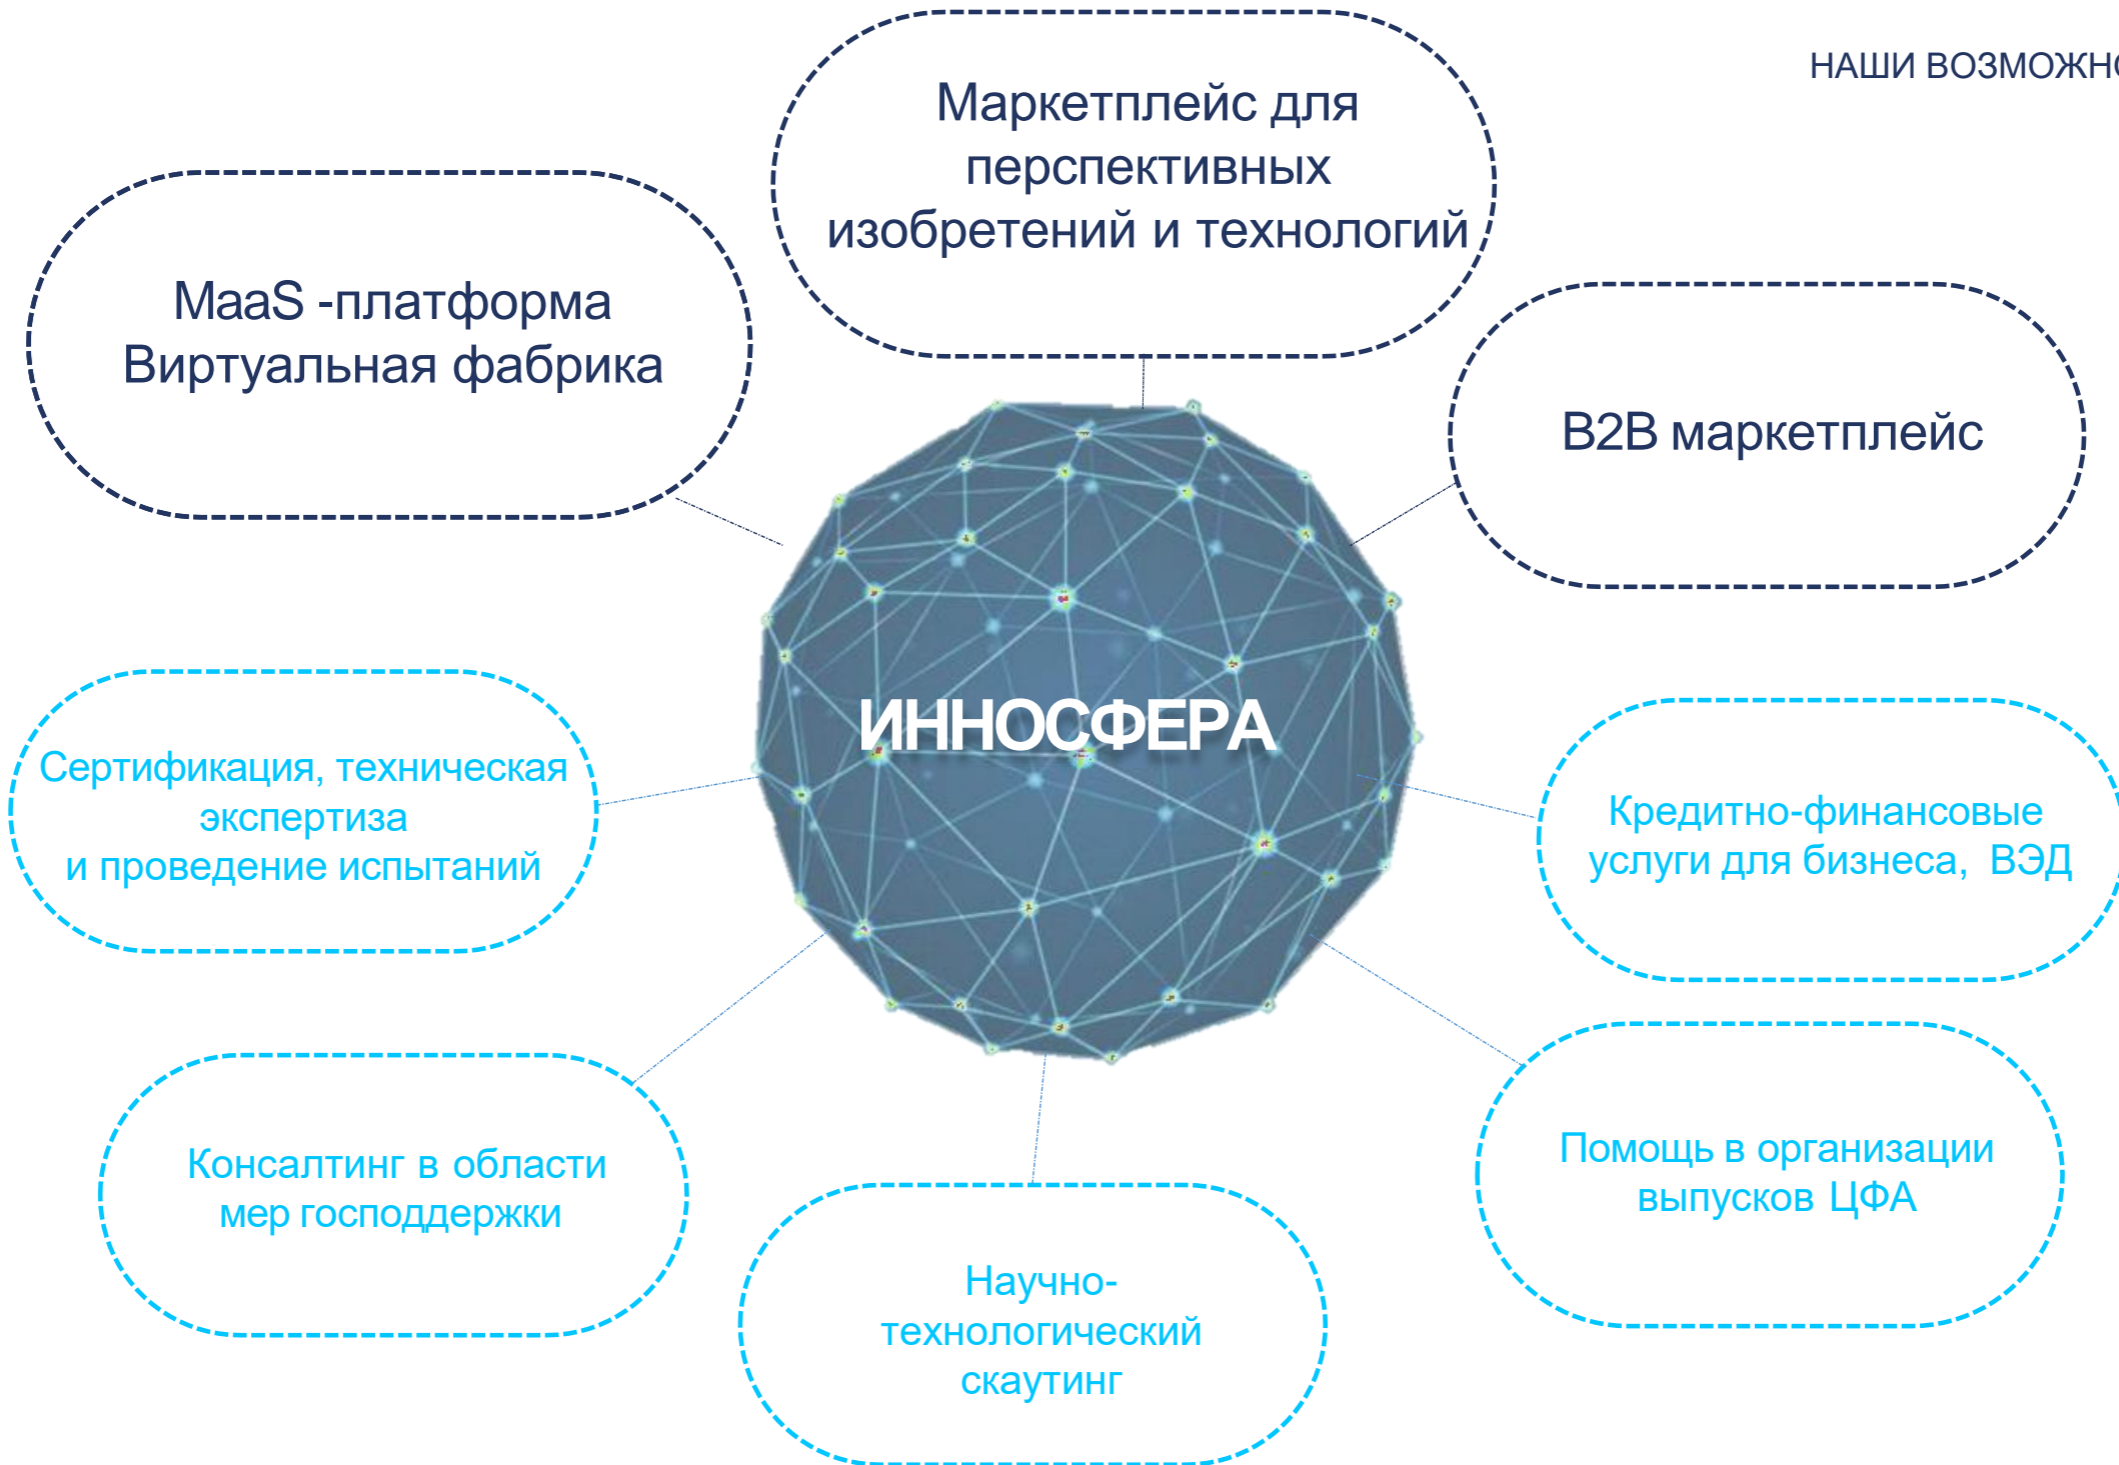 НАШИ ВОЗМОЖНО
Маркетплейс для
перспективных
изобретений и технологий
MaaS -платформа
Виртуальная фабрика
B2B маркетплейс
ИННОСФЕРА
Сертификация, техническая
экспертиза
и проведение испытаний
Кредитно-финансовые
услуги для бизнеса, ВЭД
Консалтинг в области
мер господдержки
Помощь в организации
выпусков ЦФА
Научно-
технологический
скаутинг